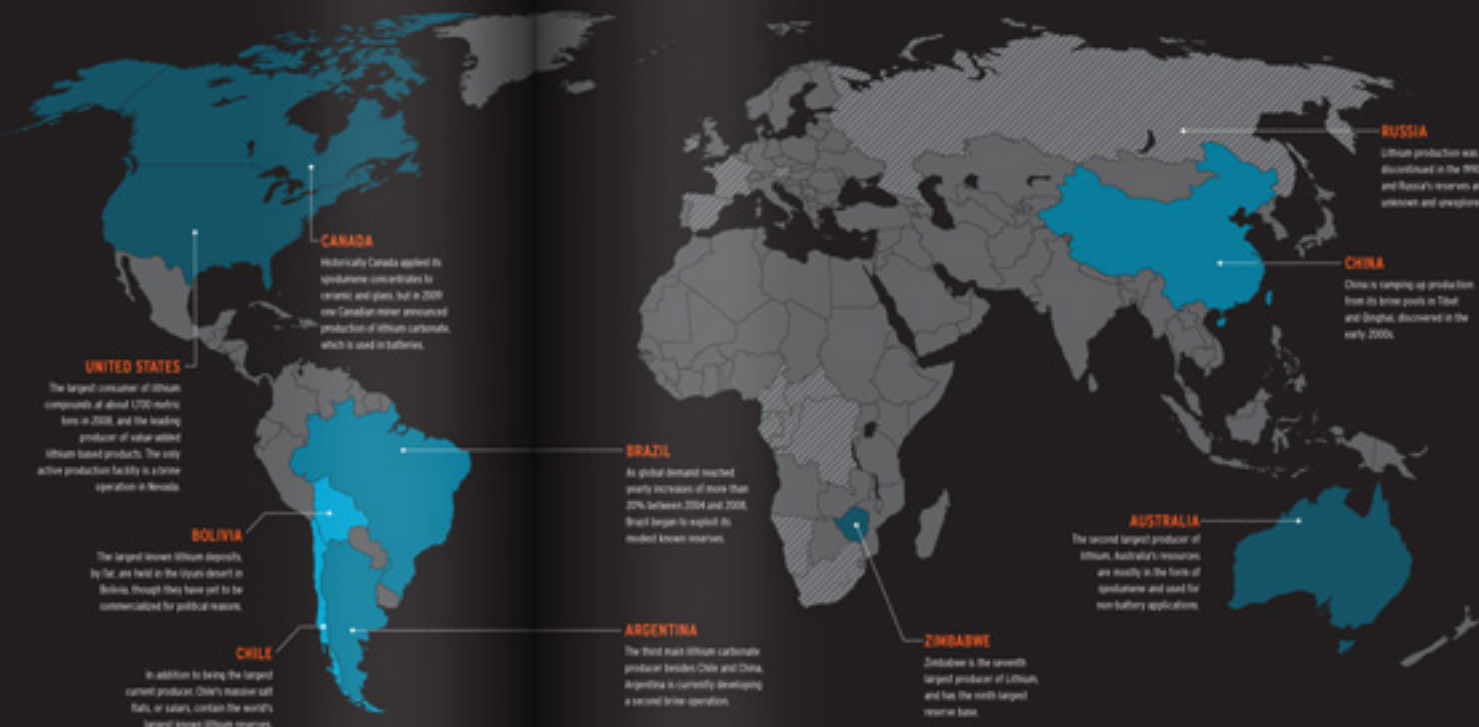 CANADA
Historically Canada applied its
spodumene concentrates to
ceramic and glass, but in 2009
one Canadian miner announced
production of lithium carbonate,
which is used in batteries.
UNITED STATES
The largest consumer of lithium
compounds at about 1,700 metric
tons in 2008, and the leading
producer of value added
lithium-based products. The only
active production facility is a brine
operation in Nevada.
BOLIVIA
The largest known lithium deposits,
by far, are held in the Uyuni desert in
Bolivia, though they have yet to be
commercialized for political reasons.
CHILE
In addition to being the largest
current producer, Chile's massive salt
flats, or salars, contain the world's
largest known lithium reserves.
BRAZIL
As global demand reached
yearly increases of more than
20% between 2004 and 2008,
Brazil began to exploit its
modest known reserves.
ARGENTINA
The third main lithium carbonate
producer besides Chile and China,
Argentina is currently developing
a second brine operation.
ZIMBABWE
Zimbabwe is the seventh
largest producer of Lithium,
and has the ninth largest
reserve base.
RUSSIA
Lithium production was
discontinued in the
and Russia's reserves
unknown and
CHINA
China is ramping up production
from its brine pools in Tibet
and Qinghai, discovered in the
early 2000s.
AUSTRALIA
The second largest producer of
lithium, Australia's resources
are mostly in the form of
spodumene and used for
non-battery applications.